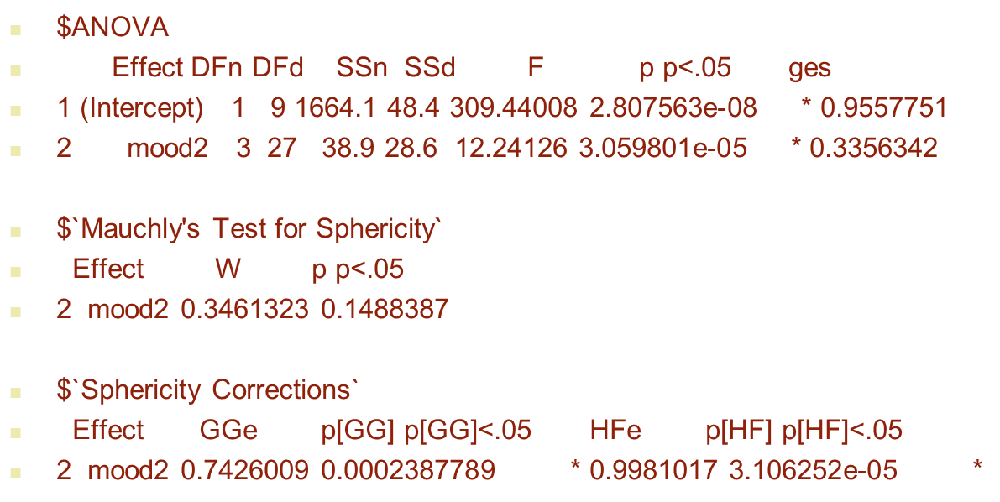 $ANOVA
Effect DFn DFd SSn SSd F p p<.05 ges
1 (Intercept) 1 9 1664.1 48.4 309.44008 2.807563e-08 * 0.9557751
2 mood2 3 27 38.9 28.6 12.24126 3.059801e-05 * 0.3356342
$`Mauchly's Test for Sphericity`
Effect W p p<.05
2 mood2 0.3461323 0.1488387
$`Sphericity Corrections`
Effect GGe p[GG] p[GG]<.05 HFe p[HF] p[HF]<.05
2 mood2 0.7426009 0.0002387789 * 0.9981017 3.106252e-05 *